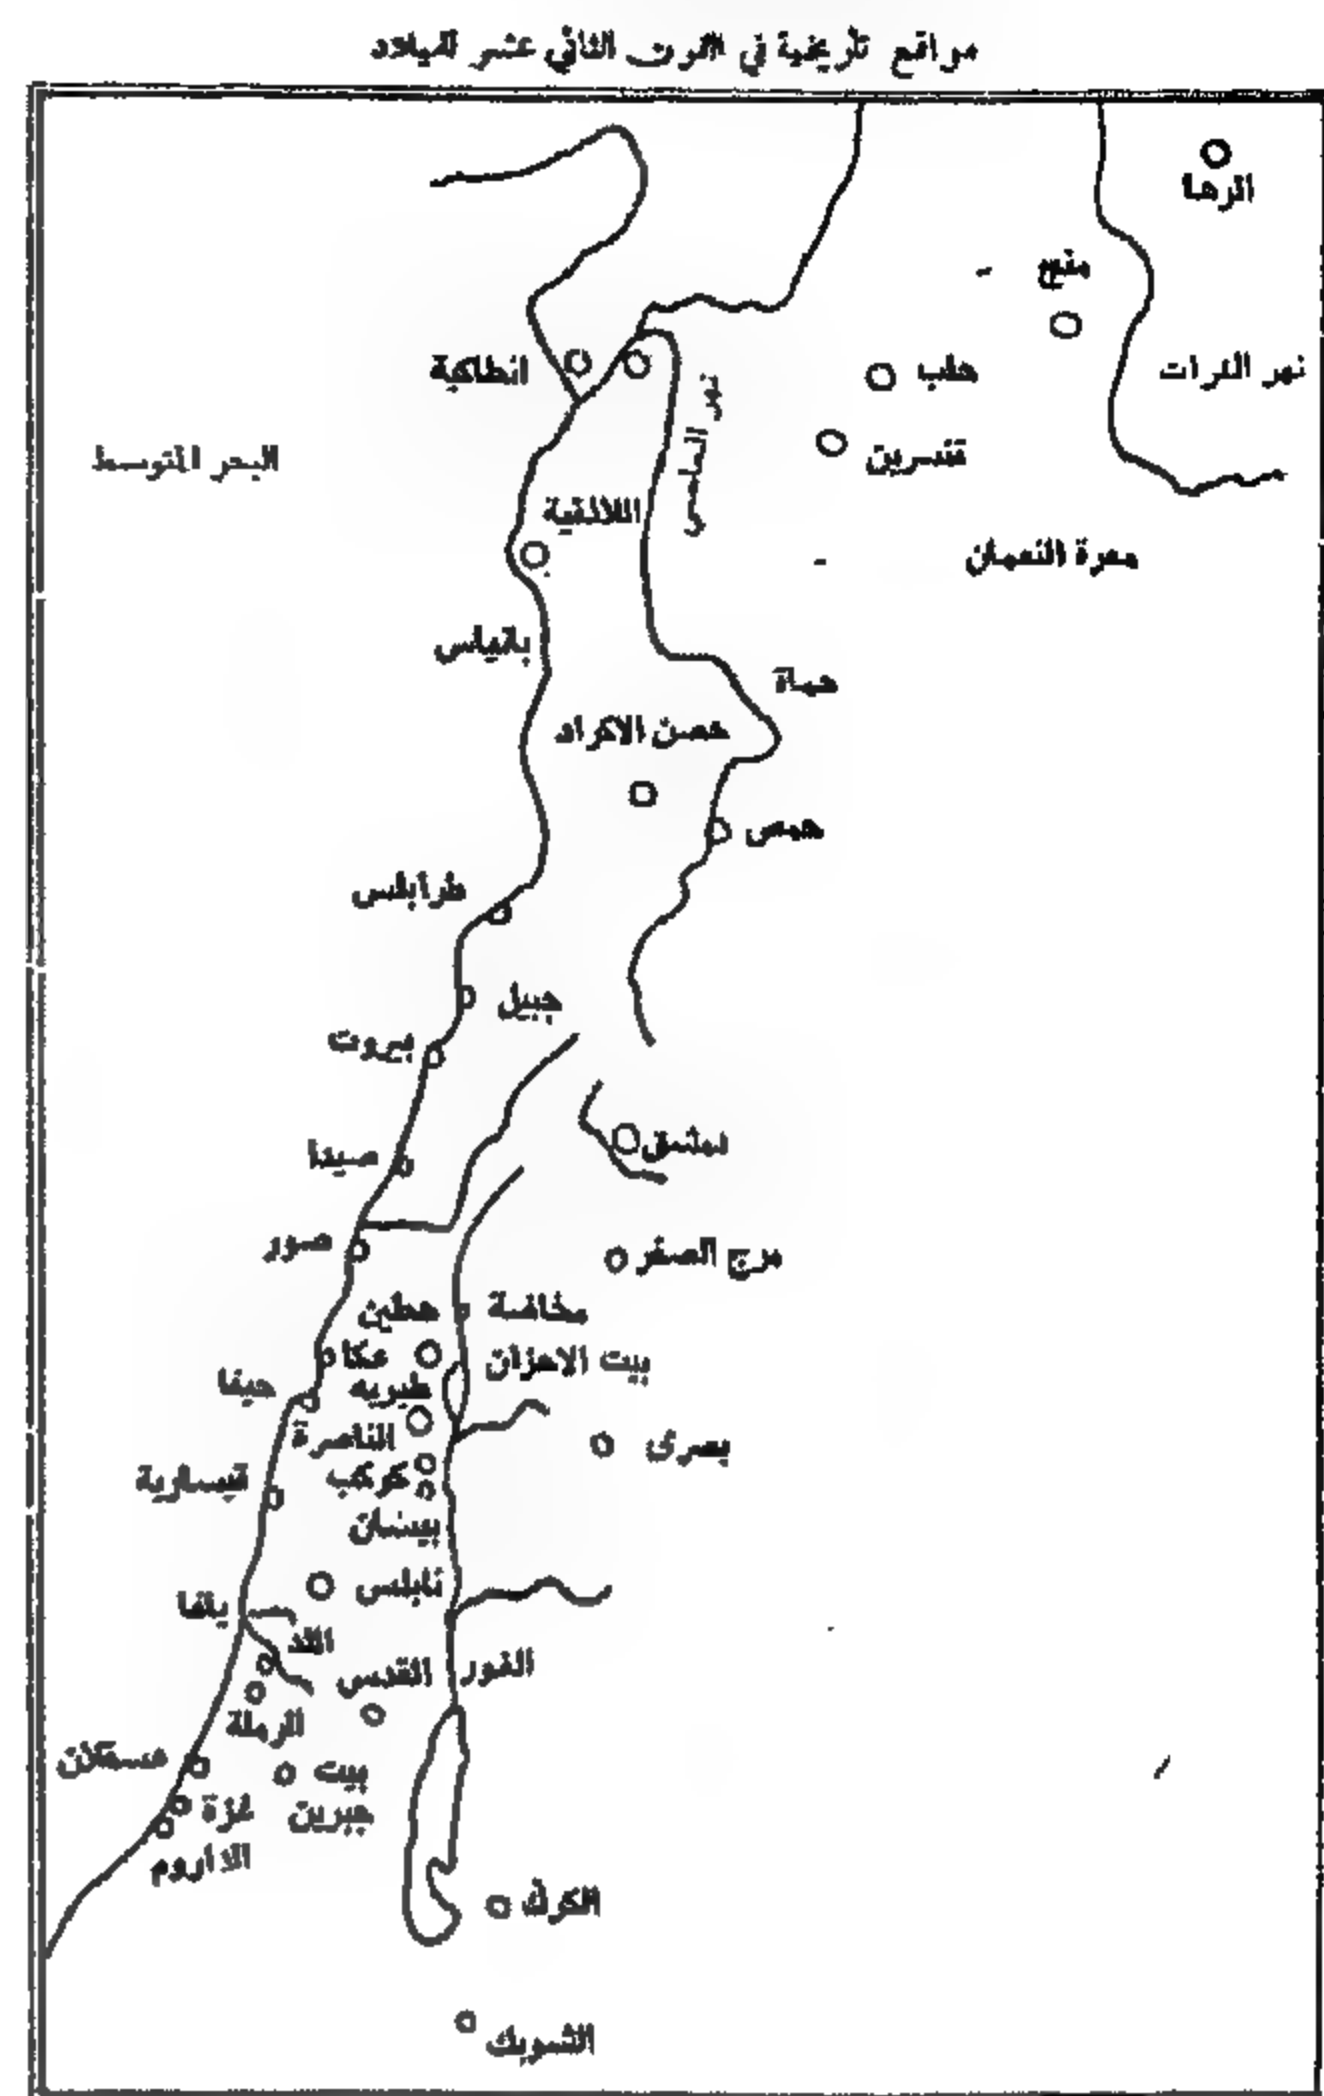 مواقع تأريخية في القرن الثاني عشر للميلاد
الرها
منبج
نهر الفرات
حلب
انطاكية
قنسرين
نهر العاصي
البحر المتوسط
اللاذقية
معرة النعمان
بانياس
حماة
حصن الاكراد
حمص
طرابلس
جبيل
بيروت
دمشق
صيدا
صور
مرج الصفر
حطين
مخاضة
عكا
بيت الاحزان
حيفا
طبريه
الناصرة
بصرى
كوكب
قيسارية
بيسان
نابلس
يافا
اللد
القدس
الغور
الرملة
عسقلان
بيت
جبرين
غزة
الداروم
الكرك
الشوبك